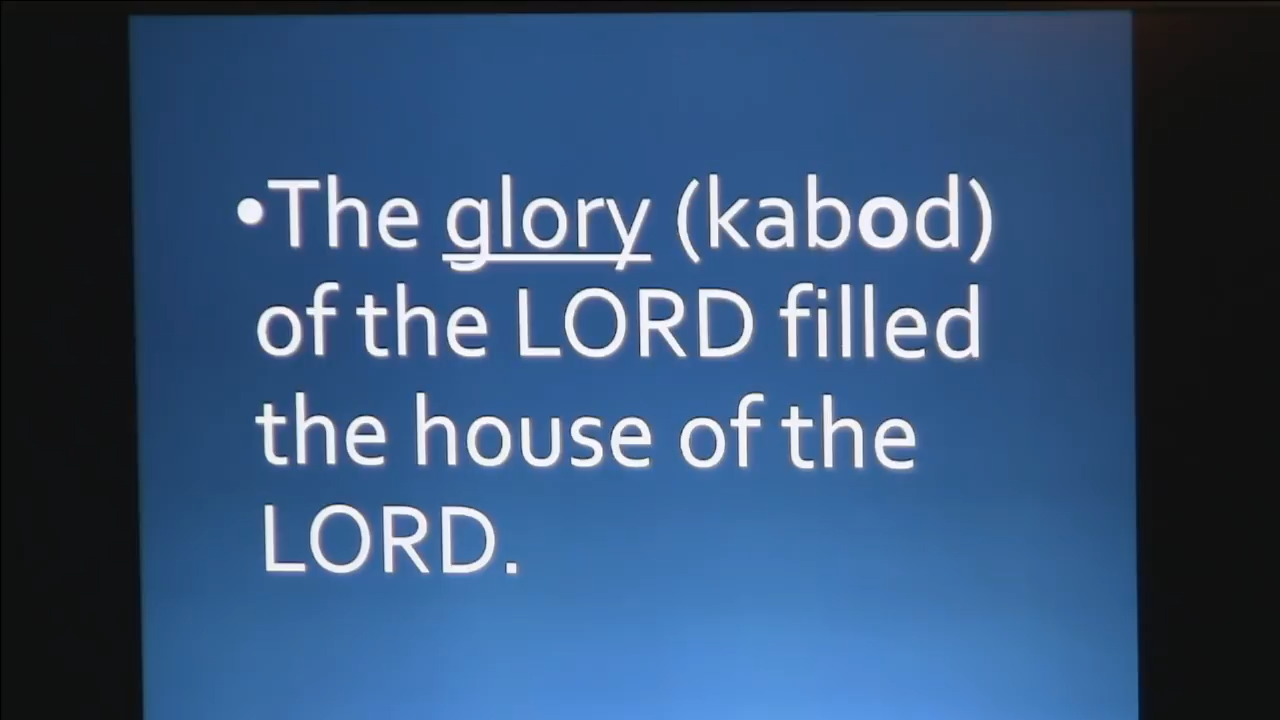 •The glory (kabod)
of the LORD filled
the house of the
LORD.